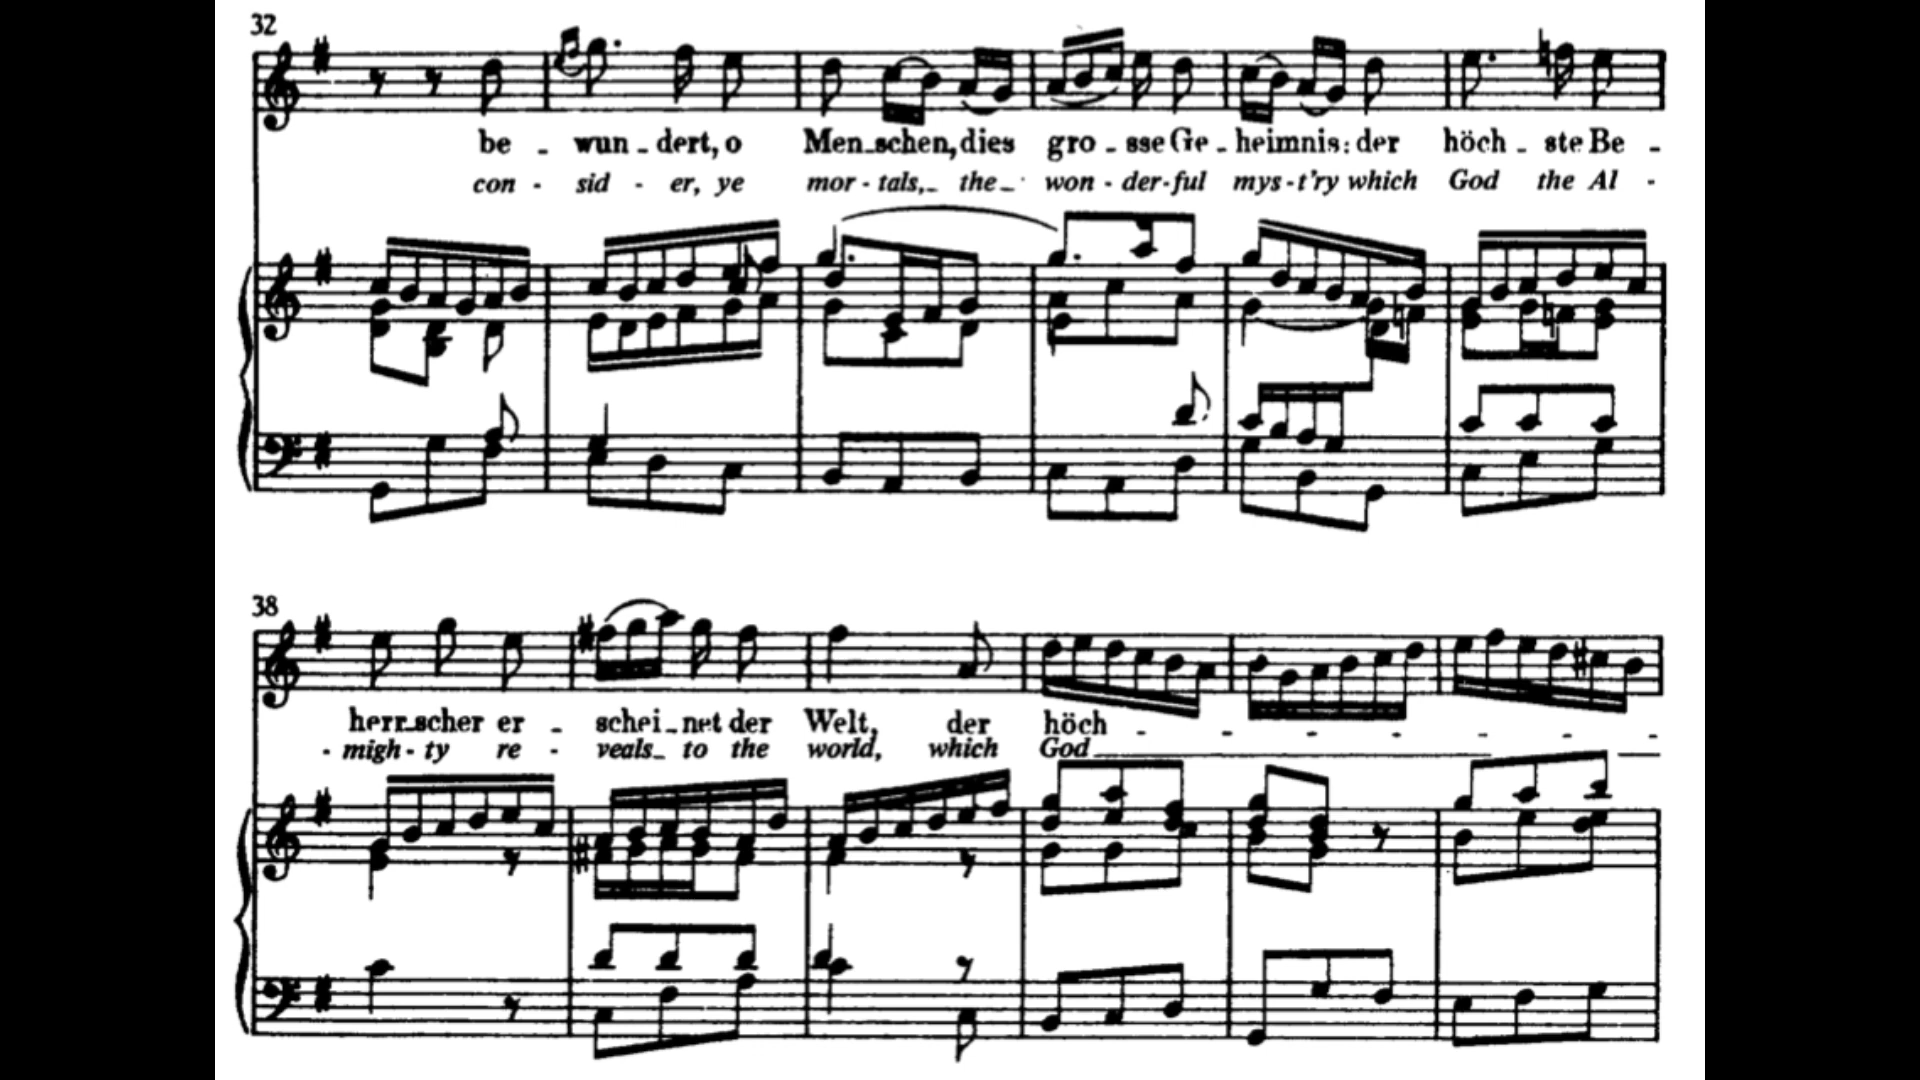 32
be - wun - dert, o Men - schen, dies gro - sse Ge - heimnis: der höch - ste Be -
con - sid - er, ye mor - tals, the won - der - ful mys - t'ry which God the Al -
38
herr - scher er - schei - net der Welt, der höch - - - - - - -
- migh - ty re - veals to the world, which God